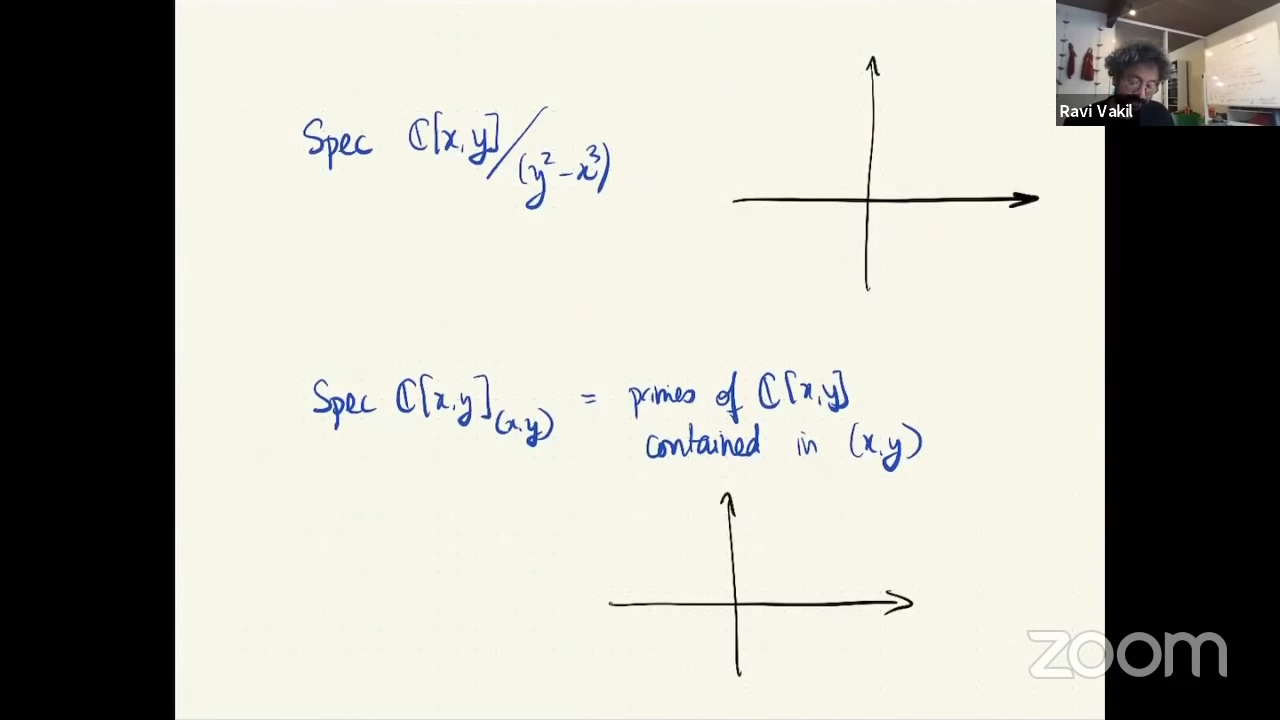 Ravi Vakil
Spec ℂ[x,y]/(y²-x³)
Spec ℂ[x,y]_(x,y) = primes of ℂ[x,y]
contained in (x,y)
zoom